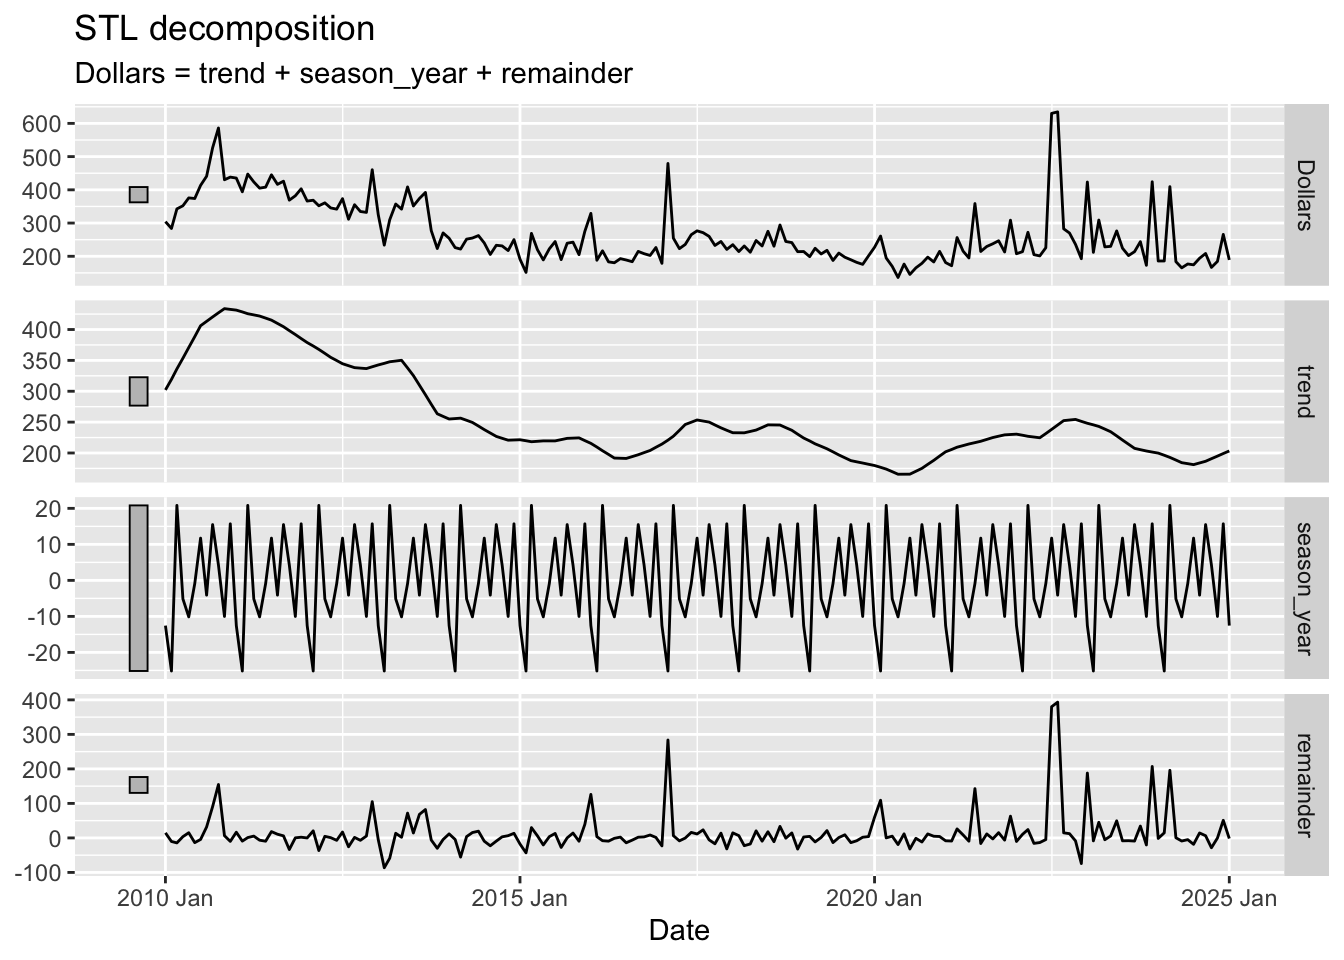 STL decomposition
Dollars = trend + season_year + remainder
600
500
400
300
200
Dollars
400
350
300
250
200
trend
20
10
0
-10
-20
season_year
400
300
200
100
0
-100
remainder
2010 Jan
2015 Jan
2020 Jan
2025 Jan
Date